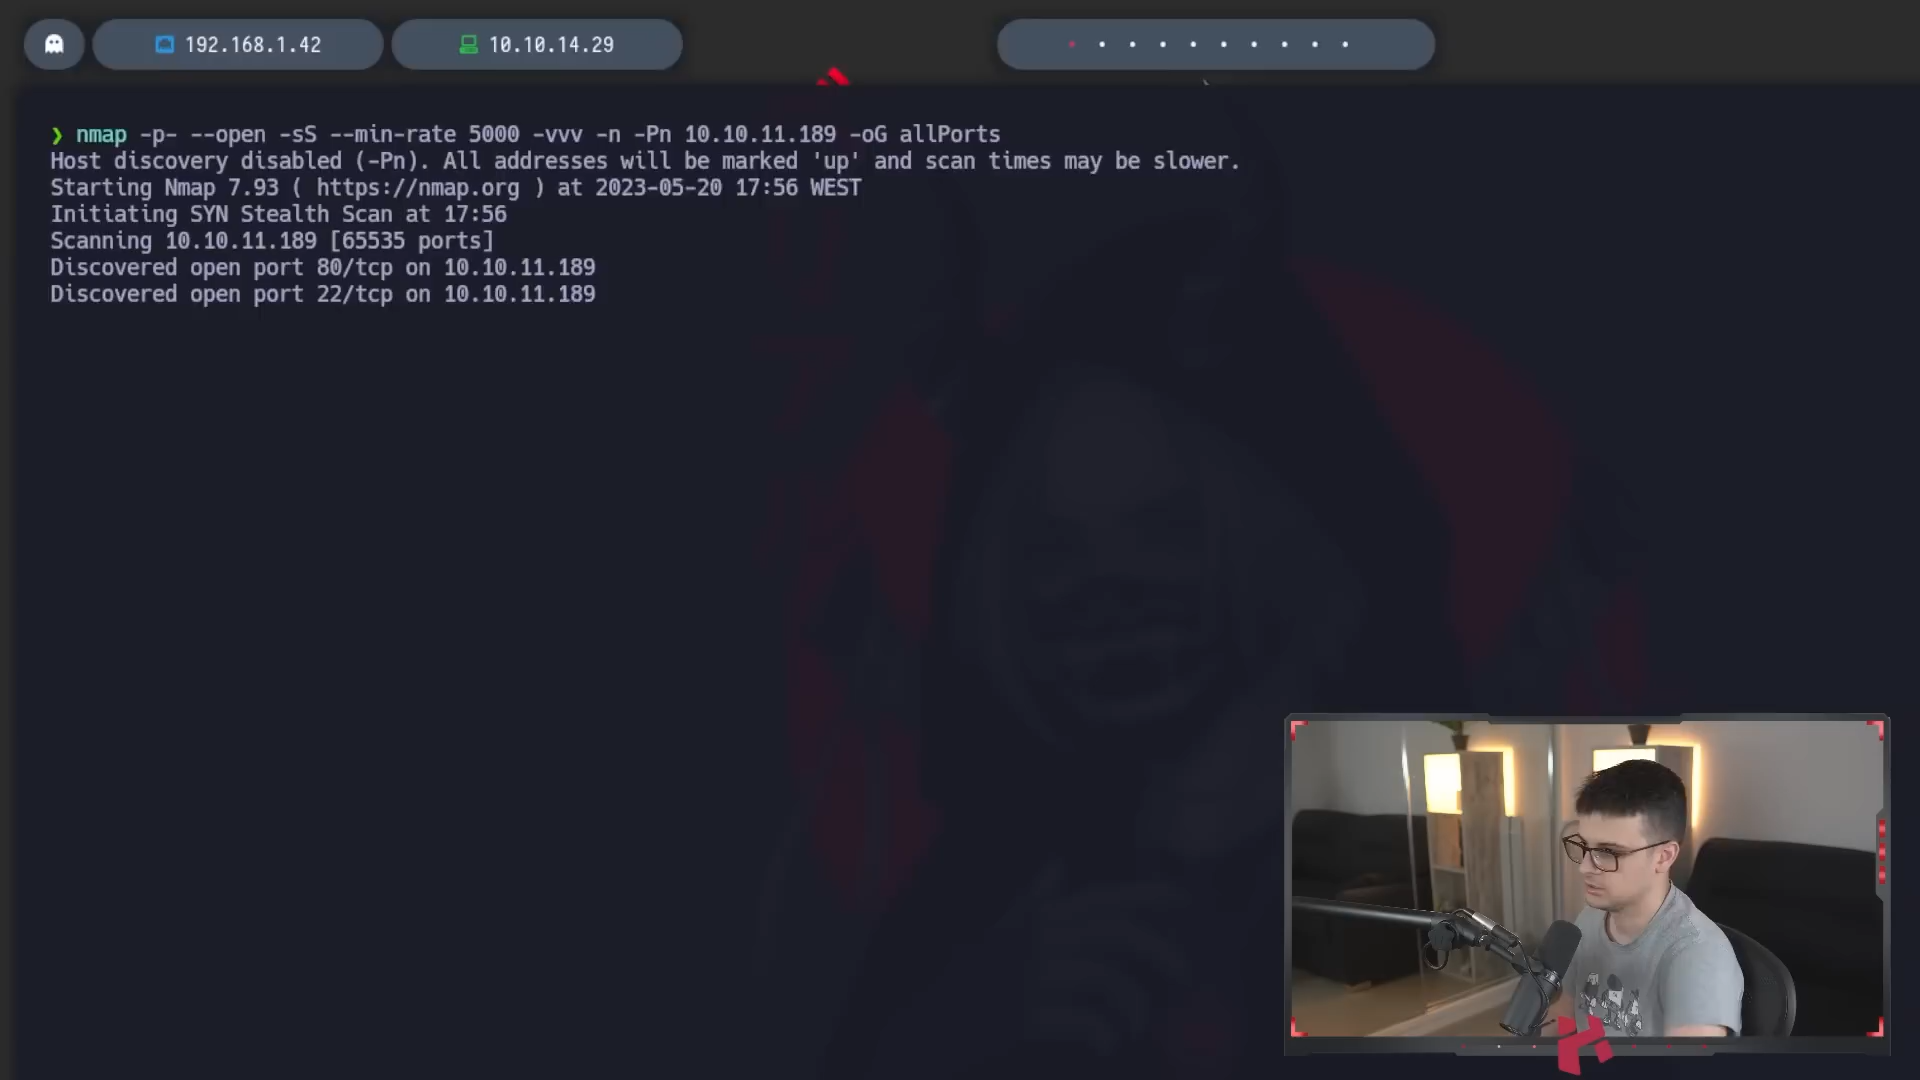 192.168.1.42
10.10.14.29
❯ nmap -p- --open -sS --min-rate 5000 -vvv -n -Pn 10.10.11.189 -oG allPorts
Host discovery disabled (-Pn). All addresses will be marked 'up' and scan times may be slower.
Starting Nmap 7.93 ( https://nmap.org ) at 2023-05-20 17:56 WEST
Initiating SYN Stealth Scan at 17:56
Scanning 10.10.11.189 [65535 ports]
Discovered open port 80/tcp on 10.10.11.189
Discovered open port 22/tcp on 10.10.11.189